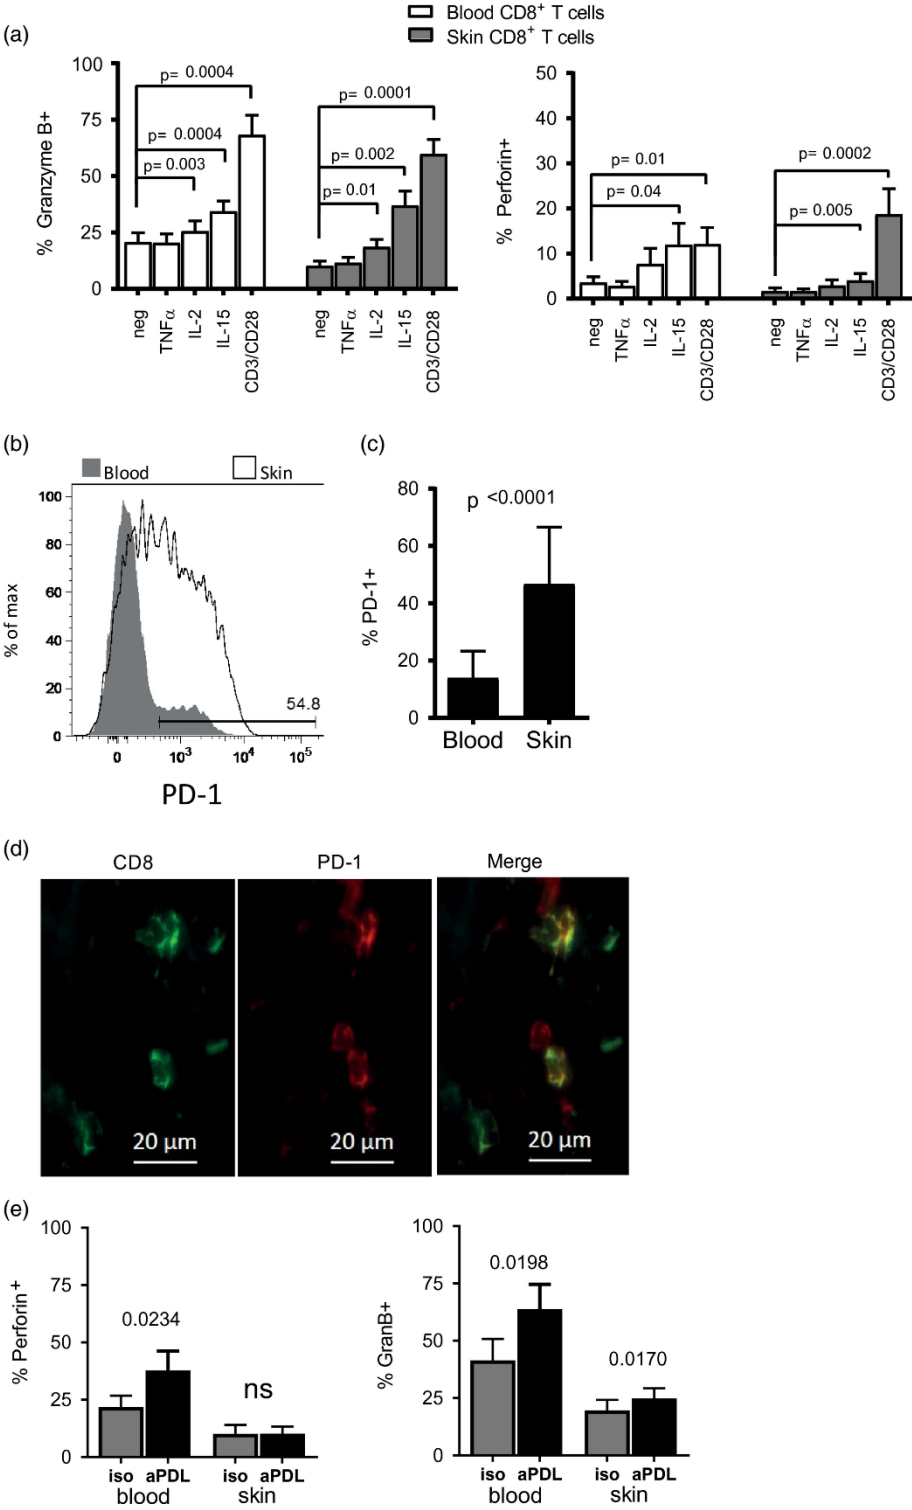 (a)
Blood CD8+ T cells
Skin CD8+ T cells
% Granzyme B+
100
75
50
25
0
p= 0.0004
p= 0.0004
p= 0.003
p= 0.0001
p= 0.002
p= 0.01
neg TNFα IL-2 IL-15 CD3/CD28 neg TNFα IL-2 IL-15 CD3/CD28
% Perforin+
50
40
30
20
10
0
p= 0.01
p= 0.04
p= 0.0002
p= 0.005
neg TNFα IL-2 IL-15 CD3/CD28 neg TNFα IL-2 IL-15 CD3/CD28
(b)
Blood Skin
% of max
100
80
60
40
20
0
54.8
0 10³ 10⁴ 10⁵
PD-1
(c)
% PD-1+
80
60
40
20
0
p <0.0001
Blood Skin
(d)
CD8 PD-1 Merge
20 μm 20 μm 20 μm
(e)
% Perforin+
100
75
50
25
0
0.0234
ns
iso aPDL iso aPDL
blood skin
% GranB+
100
75
50
25
0
0.0198
0.0170
iso aPDL iso aPDL
blood skin